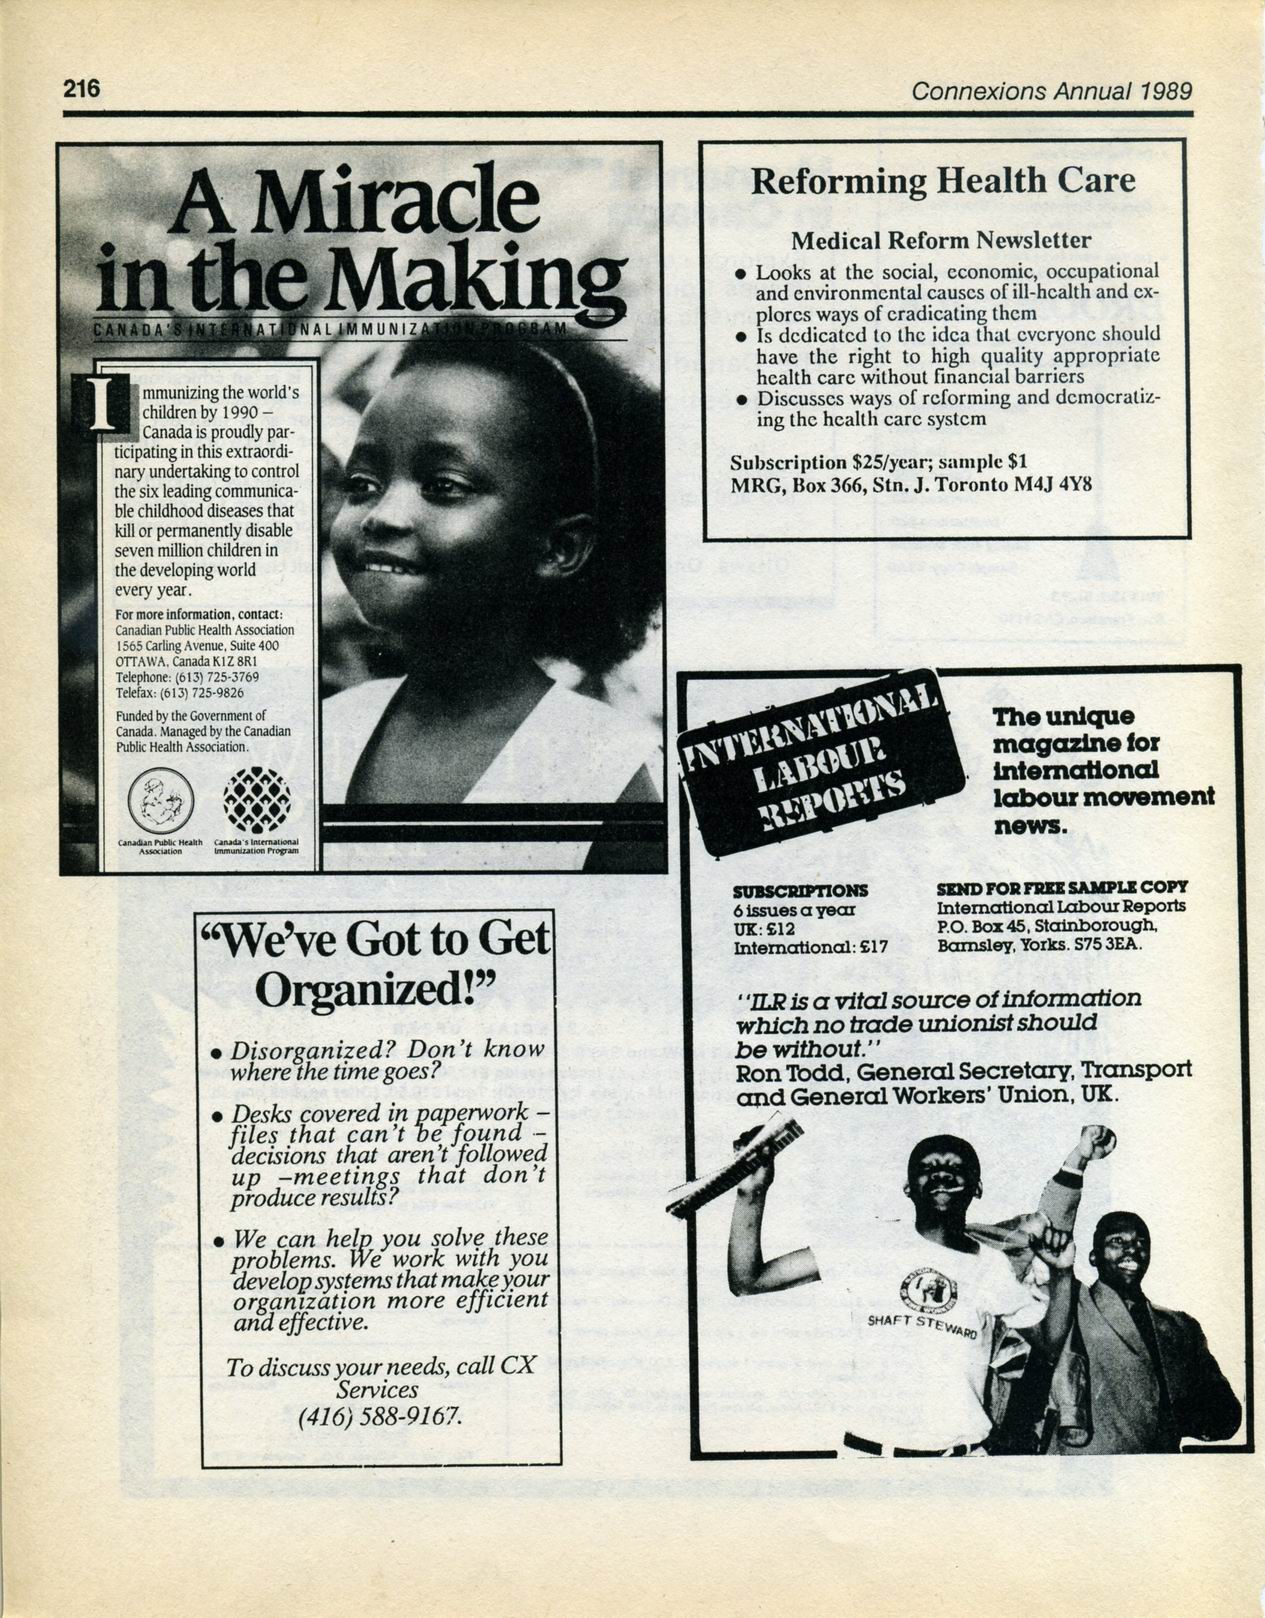 216
Connexions Annual 1989
A Miracle
in the Making
CANADA'S INTERNATIONAL IMMUNIZATION PROGRAM
Immunizing the world's
children by 1990 –
Canada is proudly par-
ticipating in this extraordi-
nary undertaking to control
the six leading communica-
ble childhood diseases that
kill or permanently disable
seven million children in
the developing world
every year.
For more information, contact:
Canadian Public Health Association
1565 Carling Avenue, Suite 400
OTTAWA, Canada K1Z 8R1
Telephone: (613) 725-3769
Telefax: (613) 725-9826
Funded by the Government of
Canada. Managed by the Canadian
Public Health Association.
Canadian Public Health
Association
Canada's International
Immunization Program
Reforming Health Care
Medical Reform Newsletter
● Looks at the social, economic, occupational
and environmental causes of ill-health and ex-
plores ways of eradicating them
● Is dedicated to the idea that everyone should
have the right to high quality appropriate
health care without financial barriers
● Discusses ways of reforming and democratiz-
ing the health care system
Subscription $25/year; sample $1
MRG, Box 366, Stn. J. Toronto M4J 4Y8
"We've Got to Get
Organized!"
● Disorganized? Don't know
where the time goes?
● Desks covered in paperwork –
files that can't be found –
decisions that aren't followed
up –meetings that don't
produce results?
● We can help you solve these
problems. We work with you
develop systems that make your
organization more efficient
and effective.
To discuss your needs, call CX
Services
(416) 588-9167.
INTERNATIONAL
LABOUR
REPORTS
The unique
magazine for
international
labour movement
news.
SUBSCRIPTIONS
6 issues a year
UK: £12
International: £17
SEND FOR FREE SAMPLE COPY
International Labour Reports
P.O. Box 45, Stainborough,
Barnsley, Yorks. S75 3EA.
"ILR is a vital source of information
which no trade unionist should
be without."
Ron Todd, General Secretary, Transport
and General Workers' Union, UK.
SHAFT STEWARD